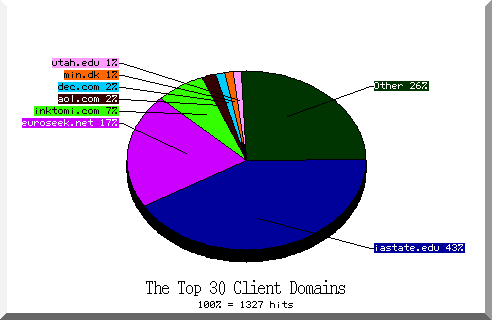 utah.edu 1%
min.dk 1%
dec.com 2%
aol.com 2%
inktomi.com 7%
euroseek.net 17%
Other 26%
iastate.edu 43%
The Top 30 Client Domains
100% = 1327 hits